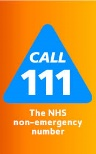 CALL
111
The NHS
non-emergency
number